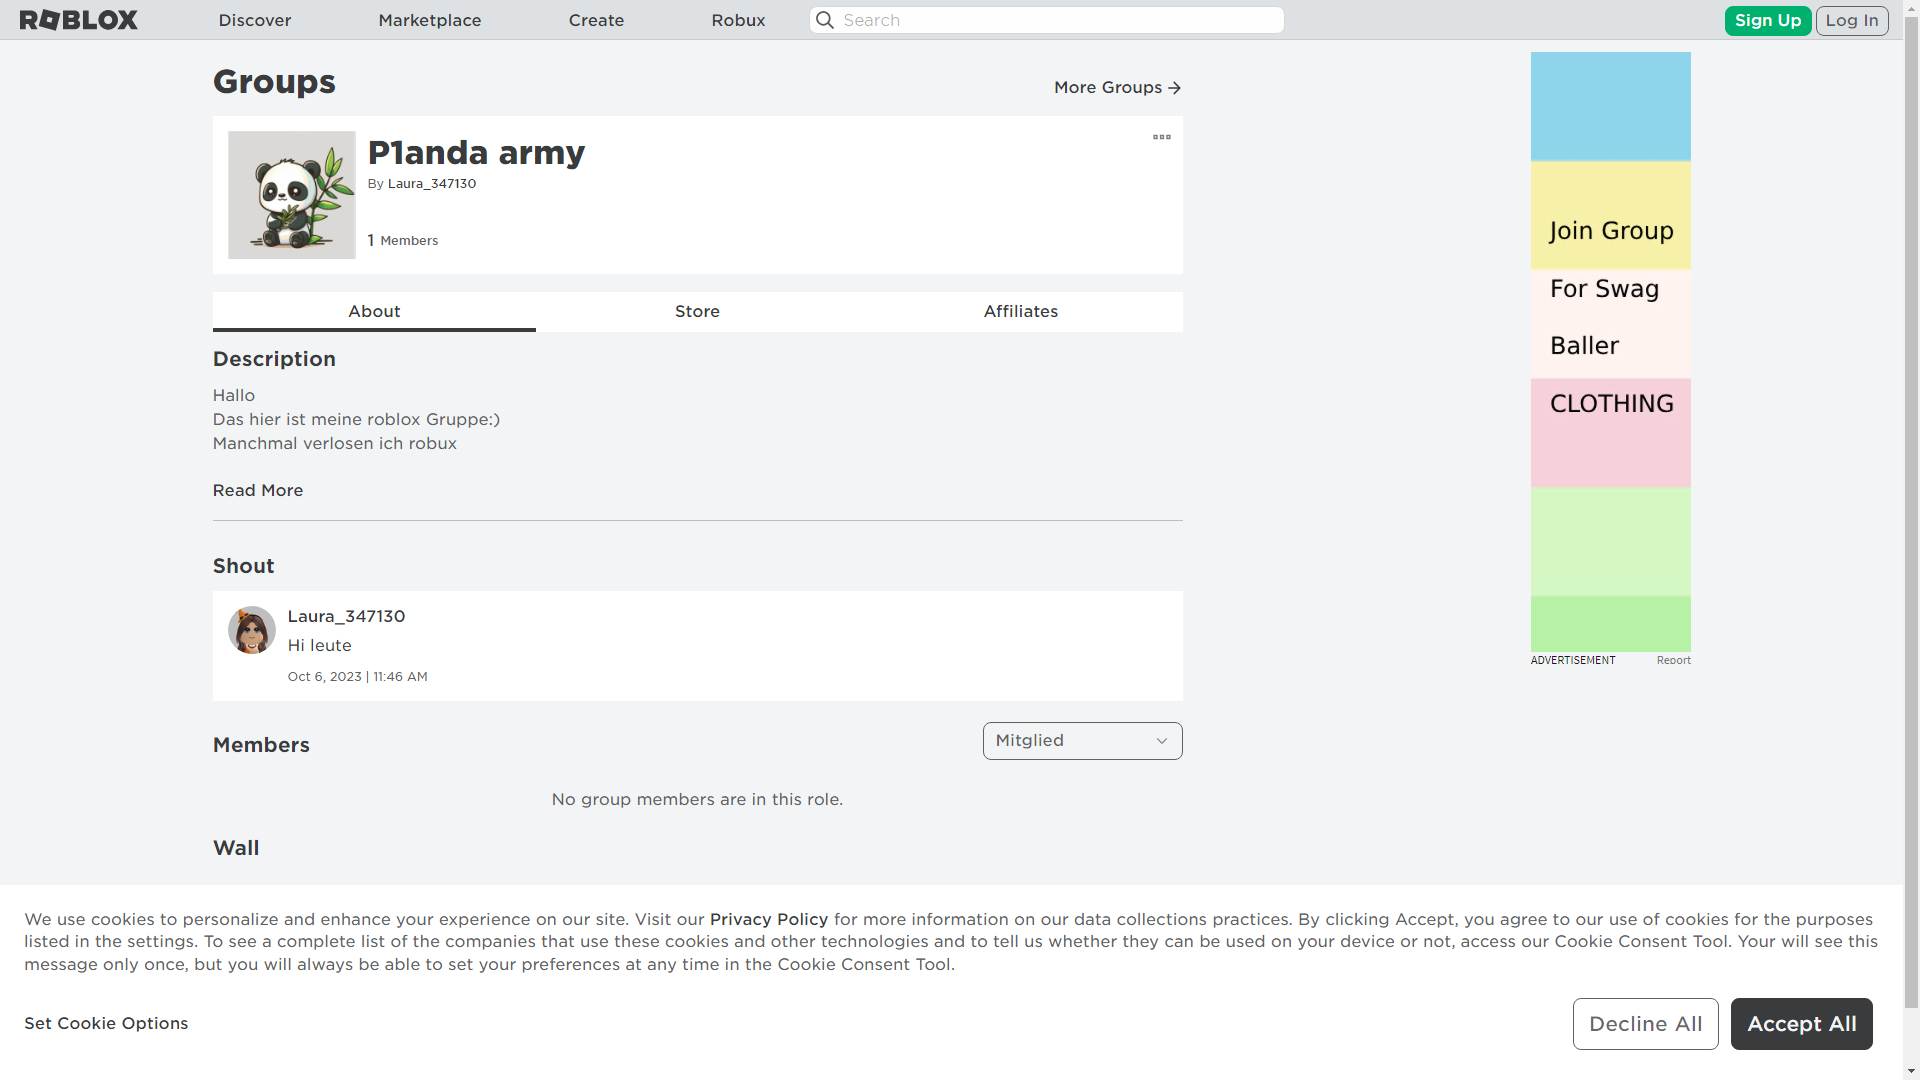 ROBLOX
Discover
Marketplace
Create
Robux
Search
Sign Up
Log In
Groups
More Groups
P1anda army
By Laura_347130
1 Members
About
Store
Affiliates
Description
Hallo
Das hier ist meine roblox Gruppe:)
Manchmal verlosen ich robux
Read More
Shout
Laura_347130
Hi leute
Oct 6, 2023 | 11:46 AM
Members
Mitglied
No group members are in this role.
Wall
Join Group
For Swag
Baller
CLOTHING
ADVERTISEMENT
Report
We use cookies to personalize and enhance your experience on our site. Visit our Privacy Policy for more information on our data collections practices. By clicking Accept, you agree to our use of cookies for the purposes
listed in the settings. To see a complete list of the companies that use these cookies and other technologies and to tell us whether they can be used on your device or not, access our Cookie Consent Tool. Your will see this
message only once, but you will always be able to set your preferences at any time in the Cookie Consent Tool.
Set Cookie Options
Decline All
Accept All